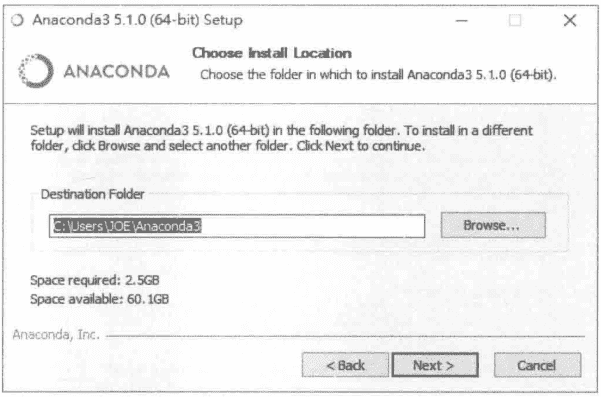 Anaconda3 5.1.0 (64-bit) Setup
Choose Install Location
ANACONDA
Choose the folder in which to install Anaconda3 5.1.0 (64-bit).
Setup will install Anaconda3 5.1.0 (64-bit) in the following folder. To install in a different
folder, click Browse and select another folder. Click Next to continue.
Destination Folder
C:\Users\JOE\Anaconda3
Browse...
Space required: 2.5GB
Space available: 60.1GB
Anaconda, Inc.
< Back
Next >
Cancel